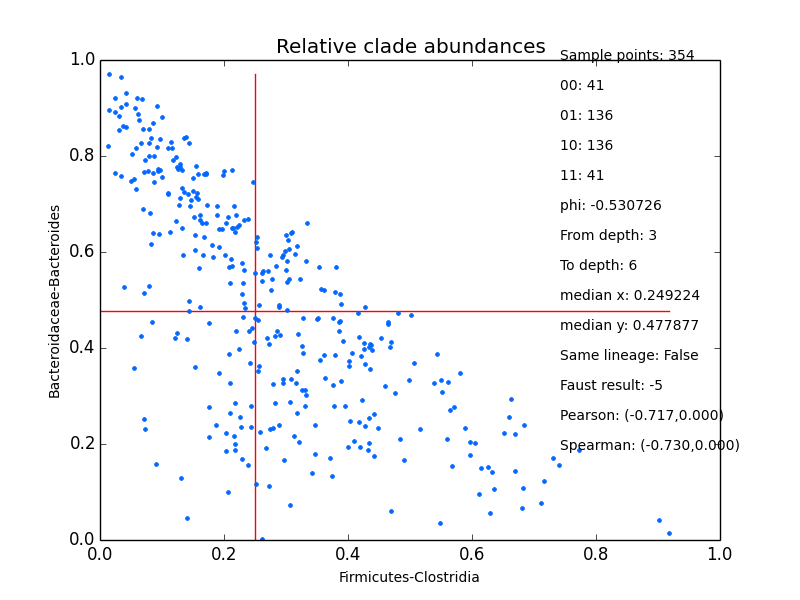 Relative clade abundances
Sample points: 354
00: 41
01: 136
10: 136
11: 41
phi: -0.530726
From depth: 3
To depth: 6
median x: 0.249224
median y: 0.477877
Same lineage: False
Faust result: -5
Pearson: (-0.717,0.000)
Spearman: (-0.730,0.000)
1.0
0.8
0.6
0.4
0.2
0.0
Bacteroidaceae-Bacteroides
0.0 0.2 0.4 0.6 0.8 1.0
Firmicutes-Clostridia